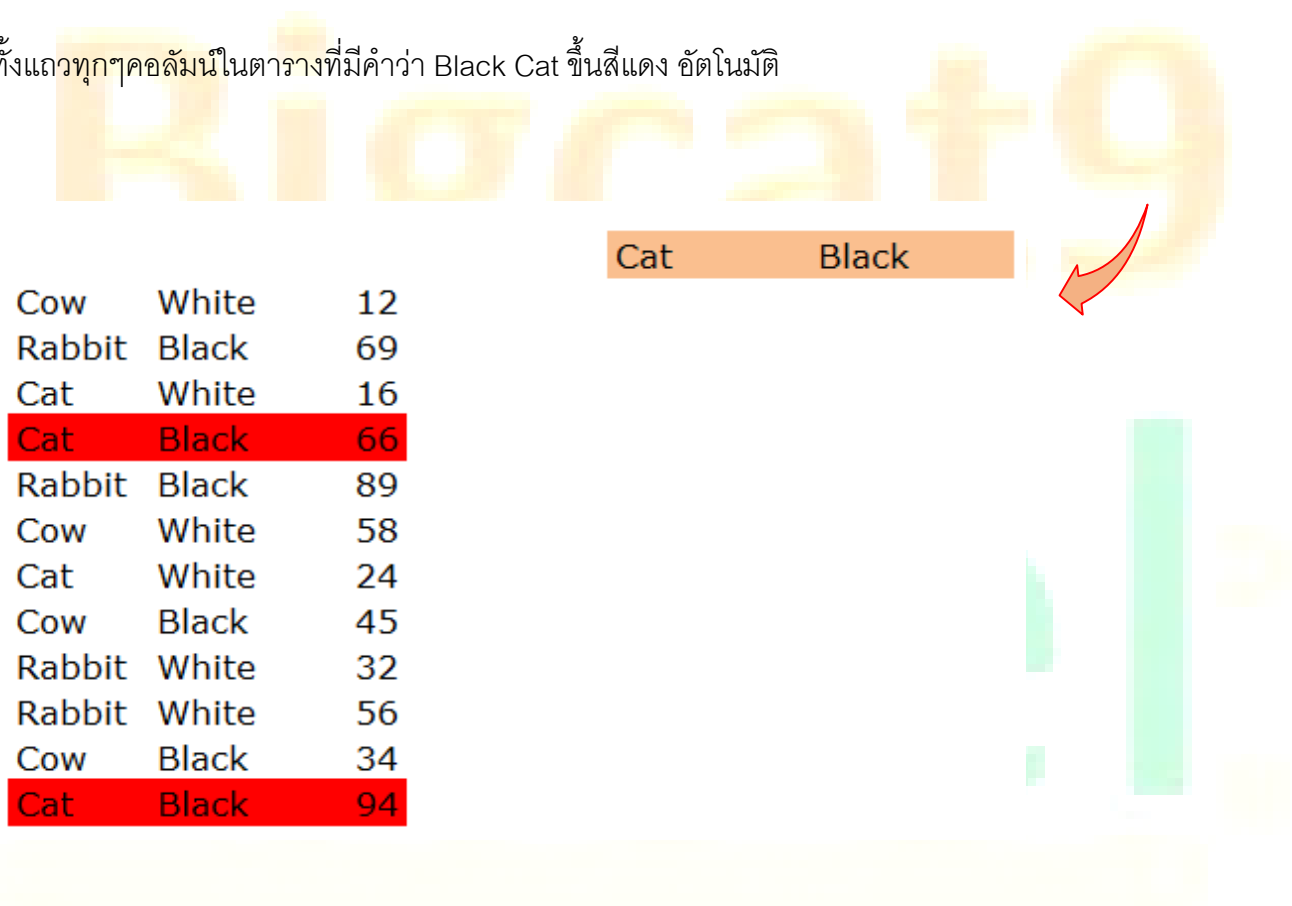 ทั้งแถวทุกๆคอลัมน์ในตารางที่มีคำว่า Black Cat ขึ้นสีแดง อัตโนมัติ
Bigcat9
Cat Black
Cow White 12
Rabbit Black 69
Cat White 16
Cat Black 66
Rabbit Black 89
Cow White 58
Cat White 24
Cow Black 45
Rabbit White 32
Rabbit White 56
Cow Black 34
Cat Black 94